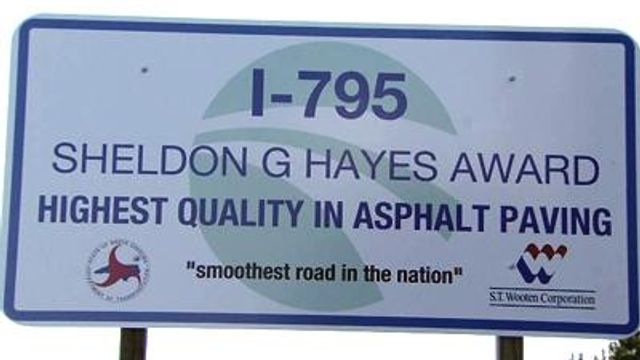 I-795
SHELDON G HAYES AWARD
HIGHEST QUALITY IN ASPHALT PAVING
"smoothest road in the nation"
S.T. Wooten Corporation